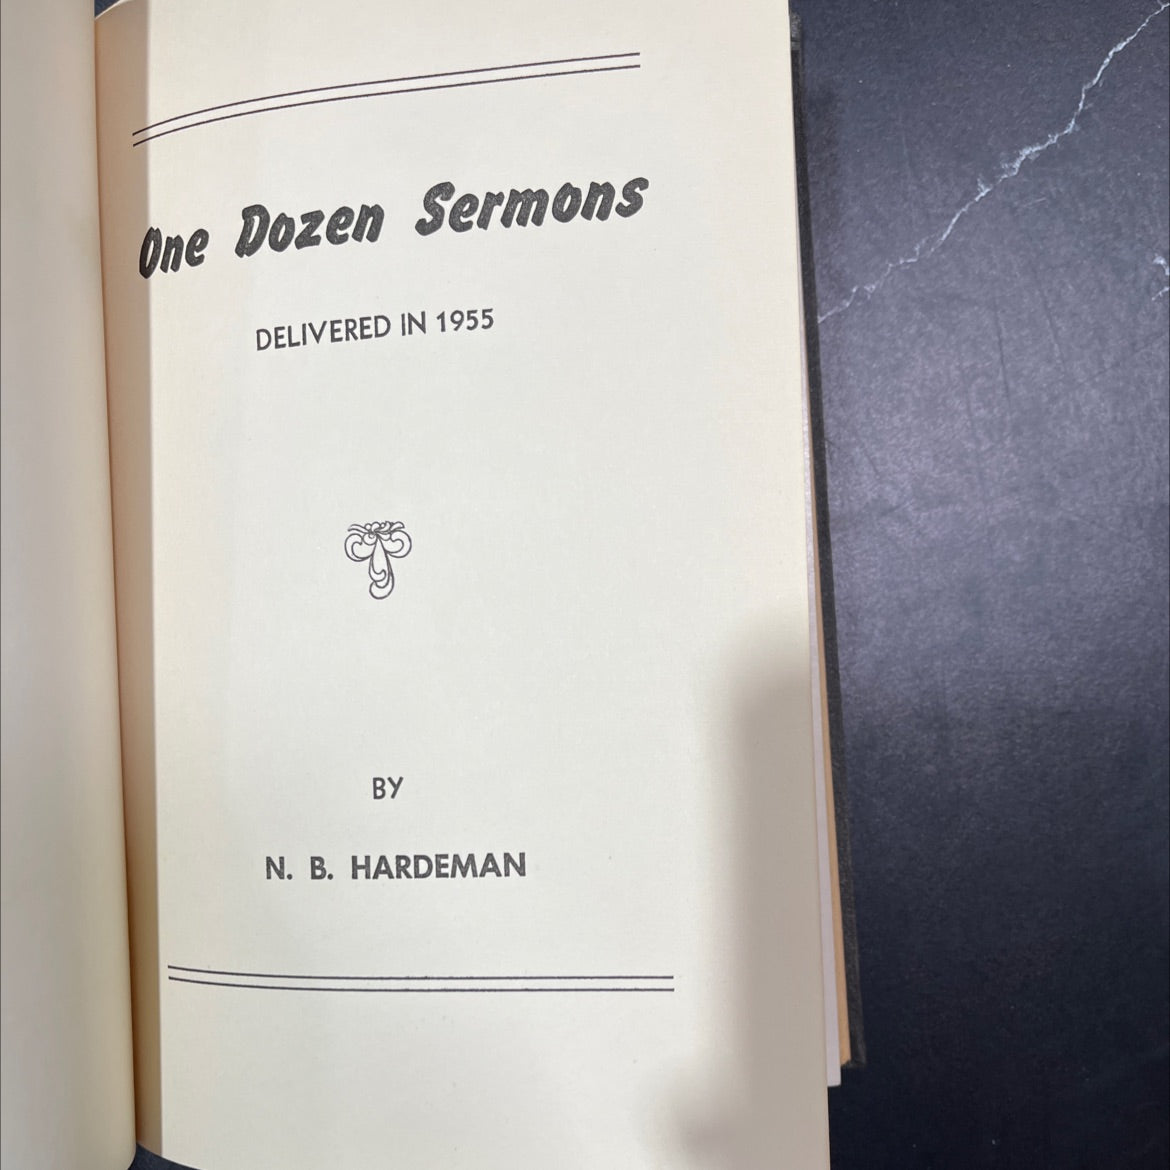 One Dozen Sermons
DELIVERED IN 1955
BY
N. B. HARDEMAN